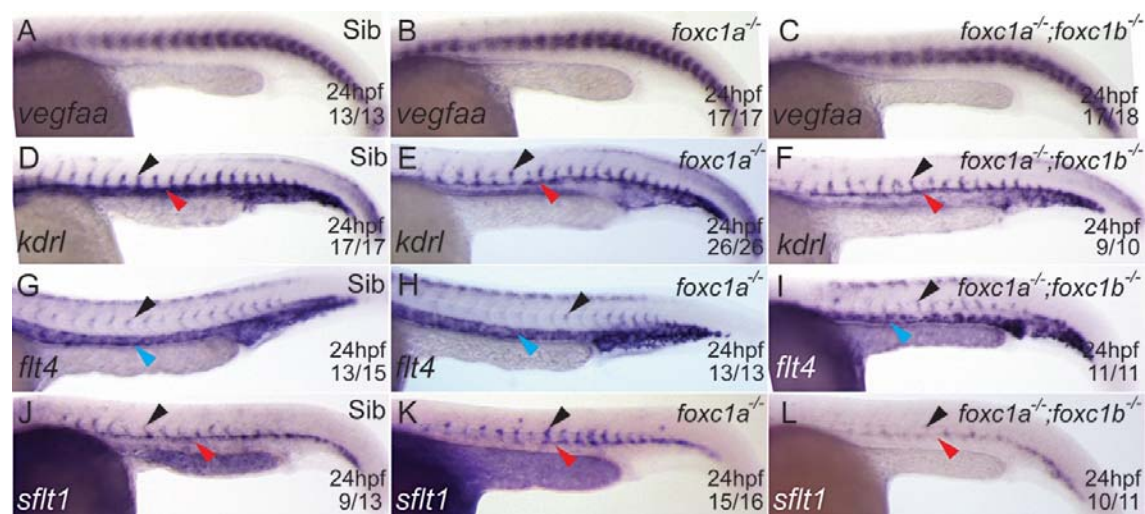 A Sib
vegfaa 24hpf 13/13
B foxc1a-/-
vegfaa 24hpf 17/17
C foxc1a-/-;foxc1b-/-
vegfaa 24hpf 17/18
D Sib
kdrl 24hpf 17/17
E foxc1a-/-
kdrl 24hpf 26/26
F foxc1a-/-;foxc1b-/-
kdrl 24hpf 9/10
G Sib
flt4 24hpf 13/15
H foxc1a-/-
flt4 24hpf 13/13
I foxc1a-/-;foxc1b-/-
flt4 24hpf 11/11
J Sib
sflt1 24hpf 9/13
K foxc1a-/-
sflt1 24hpf 15/16
L foxc1a-/-;foxc1b-/-
sflt1 24hpf 10/11